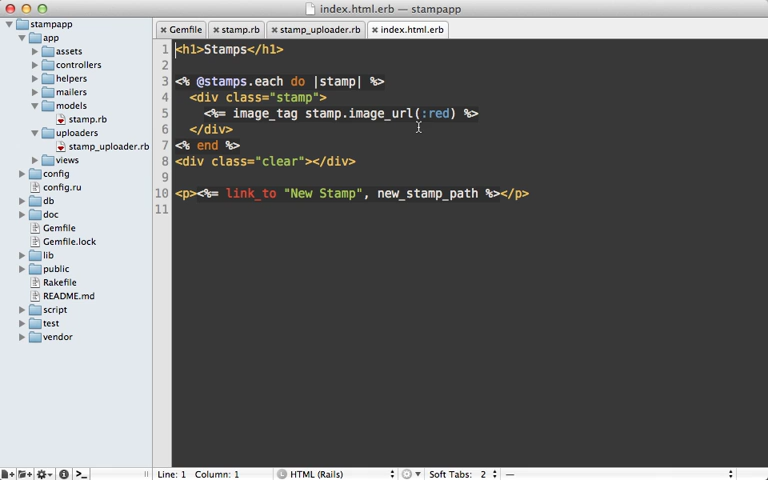 index.html.erb — stampapp
stampapp
app
assets
controllers
helpers
mailers
models
stamp.rb
uploaders
stamp_uploader.rb
views
config
config.ru
db
doc
Gemfile
Gemfile.lock
lib
public
Rakefile
README.md
script
test
vendor
Gemfile stamp.rb stamp_uploader.rb index.html.erb
1 <h1>Stamps</h1>
2
3 <% @stamps.each do |stamp| %>
4 <div class="stamp">
5 <%= image_tag stamp.image_url(:red) %>
6 </div>
7 <% end %>
8 <div class="clear"></div>
9
10 <p><%= link_to "New Stamp", new_stamp_path %></p>
11
Line: 1 Column: 1 L HTML (Rails) Soft Tabs: 2 —